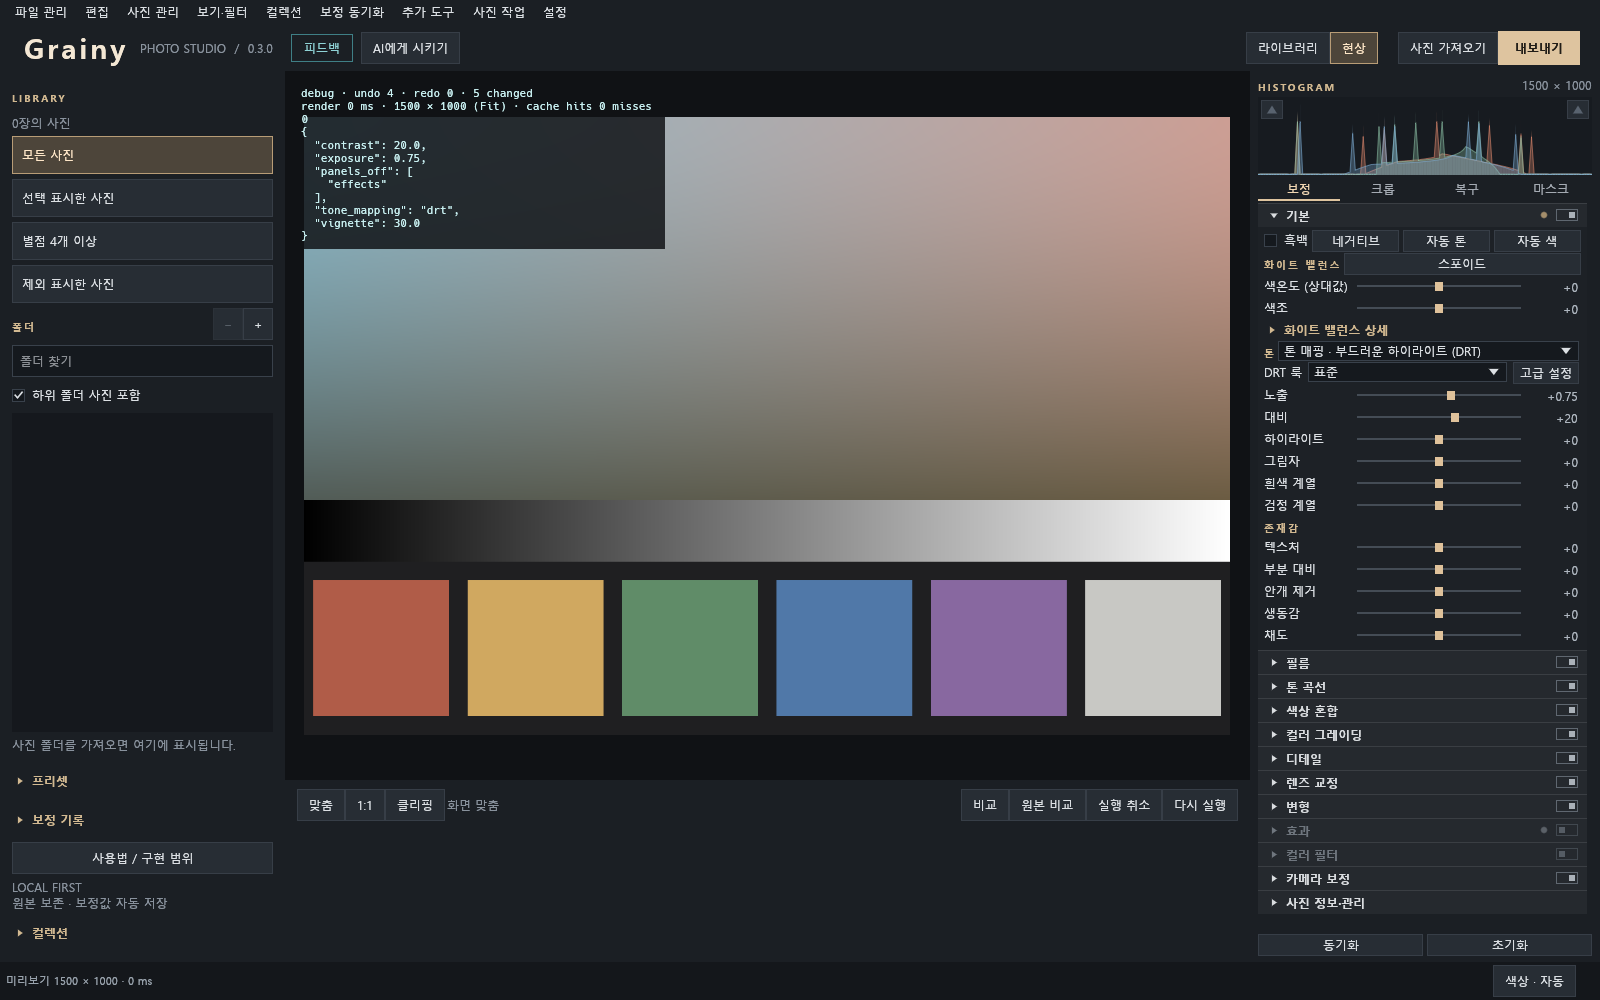 파일 관리 편집 사진 관리 보기·필터 컬렉션 보정 동기화 추가 도구 사진 작업 설정
Grainy PHOTO STUDIO / 0.3.0 피드백 AI에게 시키기 라이브러리 현상 사진 가져오기 내보내기
LIBRARY
0장의 사진
모든 사진
선택 표시한 사진
별점 4개 이상
제외 표시한 사진
폴더 − +
폴더 찾기
하위 폴더 사진 포함
사진 폴더를 가져오면 여기에 표시됩니다.
프리셋
보정 기록
사용법 / 구현 범위
LOCAL FIRST
원본 보존 · 보정값 자동 저장
컬렉션
debug · undo 4 · redo 0 · 5 changed
render 0 ms · 1500 × 1000 (Fit) · cache hits 0 misses
0
{
"contrast": 20.0,
"exposure": 0.75,
"panels_off": [
"effects"
],
"tone_mapping": "drt",
"vignette": 30.0
}
맞춤 1:1 클리핑 화면 맞춤 비교 원본 비교 실행 취소 다시 실행
HISTOGRAM 1500 × 1000
보정 크롭 복구 마스크
기본
흑백 네거티브 자동 톤 자동 색
화이트 밸런스 스포이드
색온도 (상대값) +0
색조 +0
화이트 밸런스 상세
톤 톤 매핑 · 부드러운 하이라이트 (DRT)
DRT 룩 표준 고급 설정
노출 +0.75
대비 +20
하이라이트 +0
그림자 +0
흰색 계열 +0
검정 계열 +0
존재감
텍스처 +0
부분 대비 +0
안개 제거 +0
생동감 +0
채도 +0
필름
톤 곡선
색상 혼합
컬러 그레이딩
디테일
렌즈 교정
변형
효과
컬러 필터
카메라 보정
사진 정보·관리
동기화 초기화
미리보기 1500 × 1000 · 0 ms 색상 · 자동